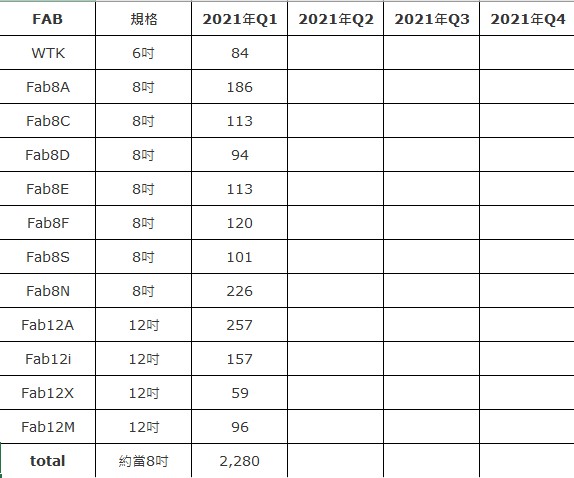 FAB 規格 2021年Q1 2021年Q2 2021年Q3 2021年Q4
WTK 6吋 84
Fab8A 8吋 186
Fab8C 8吋 113
Fab8D 8吋 94
Fab8E 8吋 113
Fab8F 8吋 120
Fab8S 8吋 101
Fab8N 8吋 226
Fab12A 12吋 257
Fab12i 12吋 157
Fab12X 12吋 59
Fab12M 12吋 96
total 約當8吋 2,280